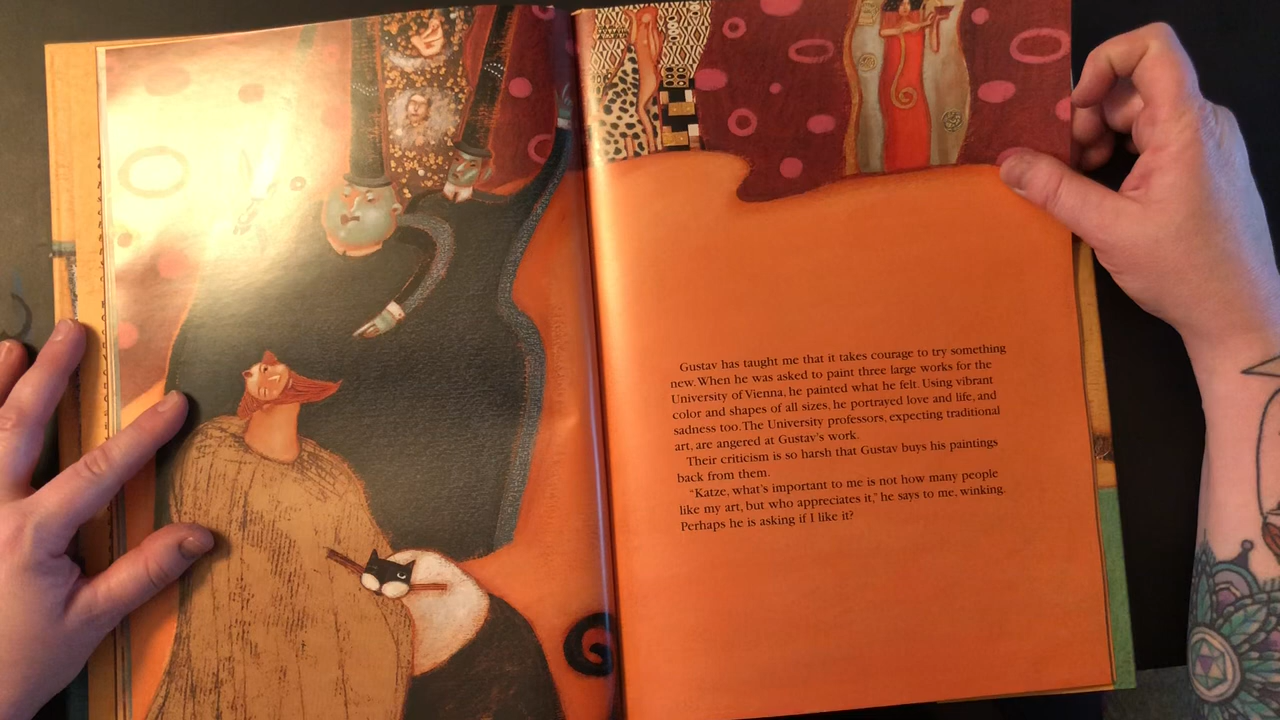 Gustav has taught me that it takes courage to try something
new. When he was asked to paint three large works for the
University of Vienna, he painted what he felt. Using vibrant
color and shapes of all sizes, he portrayed love and life, and
sadness too. The University professors, expecting traditional
art, are angered at Gustav's work.
Their criticism is so harsh that Gustav buys his paintings
back from them.
"Katze, what's important to me is not how many people
like my art, but who appreciates it," he says to me, winking.
Perhaps he is asking if I like it?